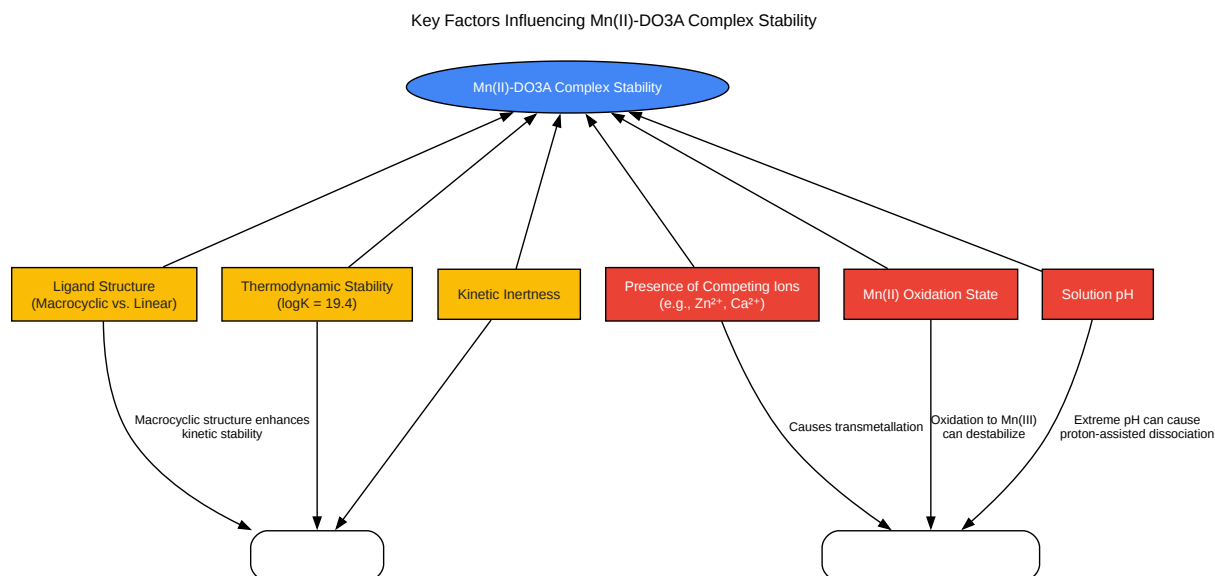 Key Factors Influencing Mn(II)-DO3A Complex Stability
Mn(II)-DO3A Complex Stability
Ligand Structure
(Macrocyclic vs. Linear)
Thermodynamic Stability
(logK = 19.4)
Kinetic Inertness
Presence of Competing Ions
(e.g., Zn²⁺, Ca²⁺)
Mn(II) Oxidation State
Solution pH
Macrocyclic structure enhances
kinetic stability
Causes transmetallation
Oxidation to Mn(III)
can destabilize
Extreme pH can cause
proton-assisted dissociation